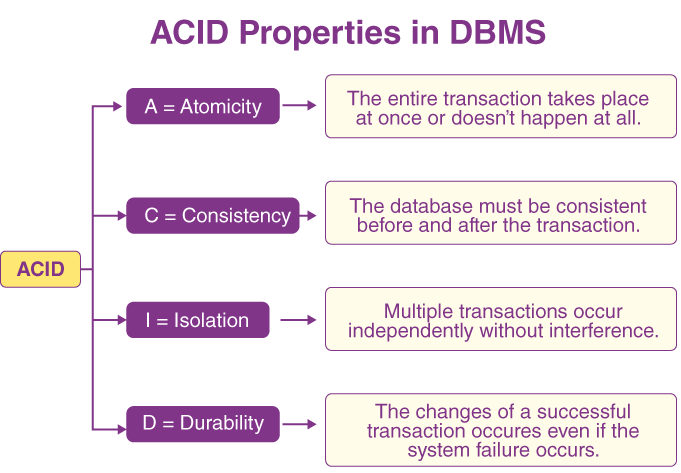 ACID Properties in DBMS
A = Atomicity
The entire transaction takes place
at once or doesn't happen at all.
C = Consistency
The database must be consistent
before and after the transaction.
ACID
I = Isolation
Multiple transactions occur
independently without interference.
D = Durability
The changes of a successful
transaction occures even if the
system failure occurs.